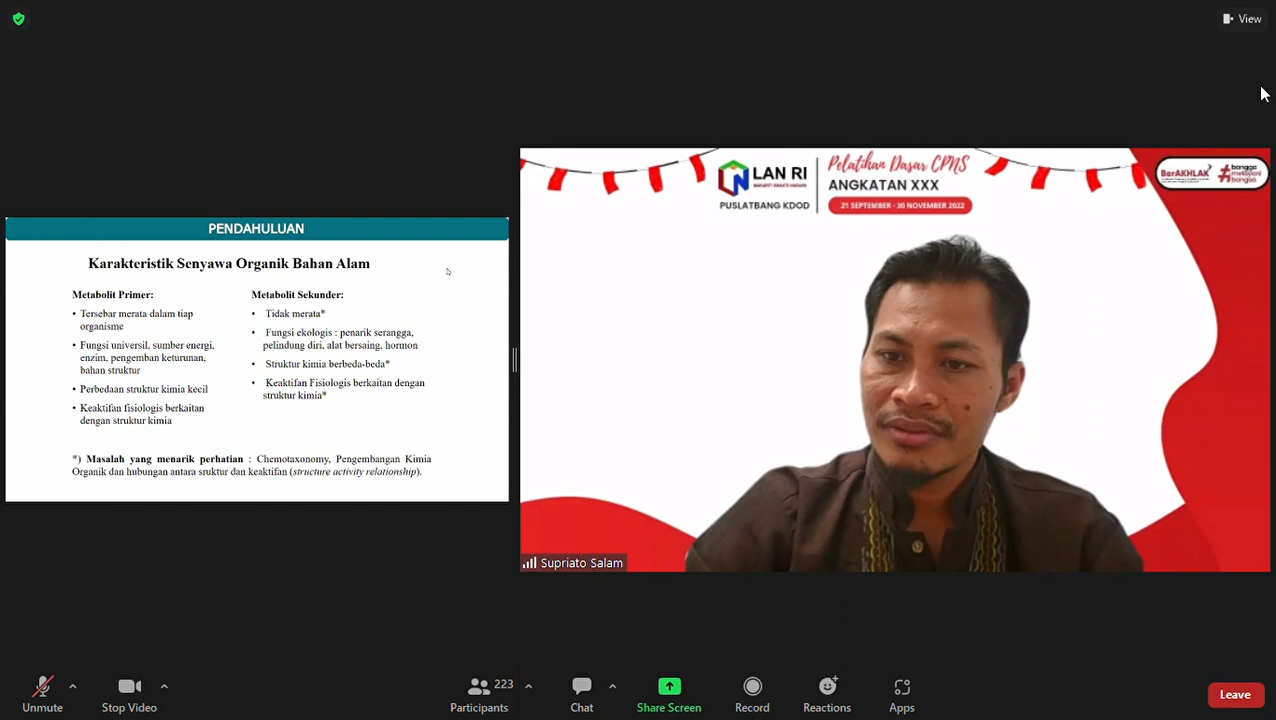 View
PENDAHULUAN
Karakteristik Senyawa Organik Bahan Alam
Metabolit Primer:
• Tersebar merata dalam tiap
organisme
• Fungsi universil, sumber energi,
enzim, pengemban keturunan,
bahan struktur
• Perbedaan struktur kimia kecil
• Keaktifan fisiologis berkaitan
dengan struktur kimia
Metabolit Sekunder:
• Tidak merata*
• Fungsi ekologis : penarik serangga,
pelindung diri, alat bersaing, hormon
• Struktur kimia berbeda-beda*
• Keaktifan Fisiologis berkaitan dengan
struktur kimia*
*) Masalah yang menarik perhatian : Chemotaxonomy, Pengembangan Kimia
Organik dan hubungan antara sruktur dan keaktifan (structure activity relationship).
LAN RI
PUSLATBANG KDOD
Pelatihan Dasar CPNS
ANGKATAN XXX
21 SEPTEMBER - 30 NOVEMBER 2022
BerAKHLAK
#bangga
melayani
bangsa
Supriato Salam
Unmute
Stop Video
223
Participants
Chat
Share Screen
Record
Reactions
Apps
Leave